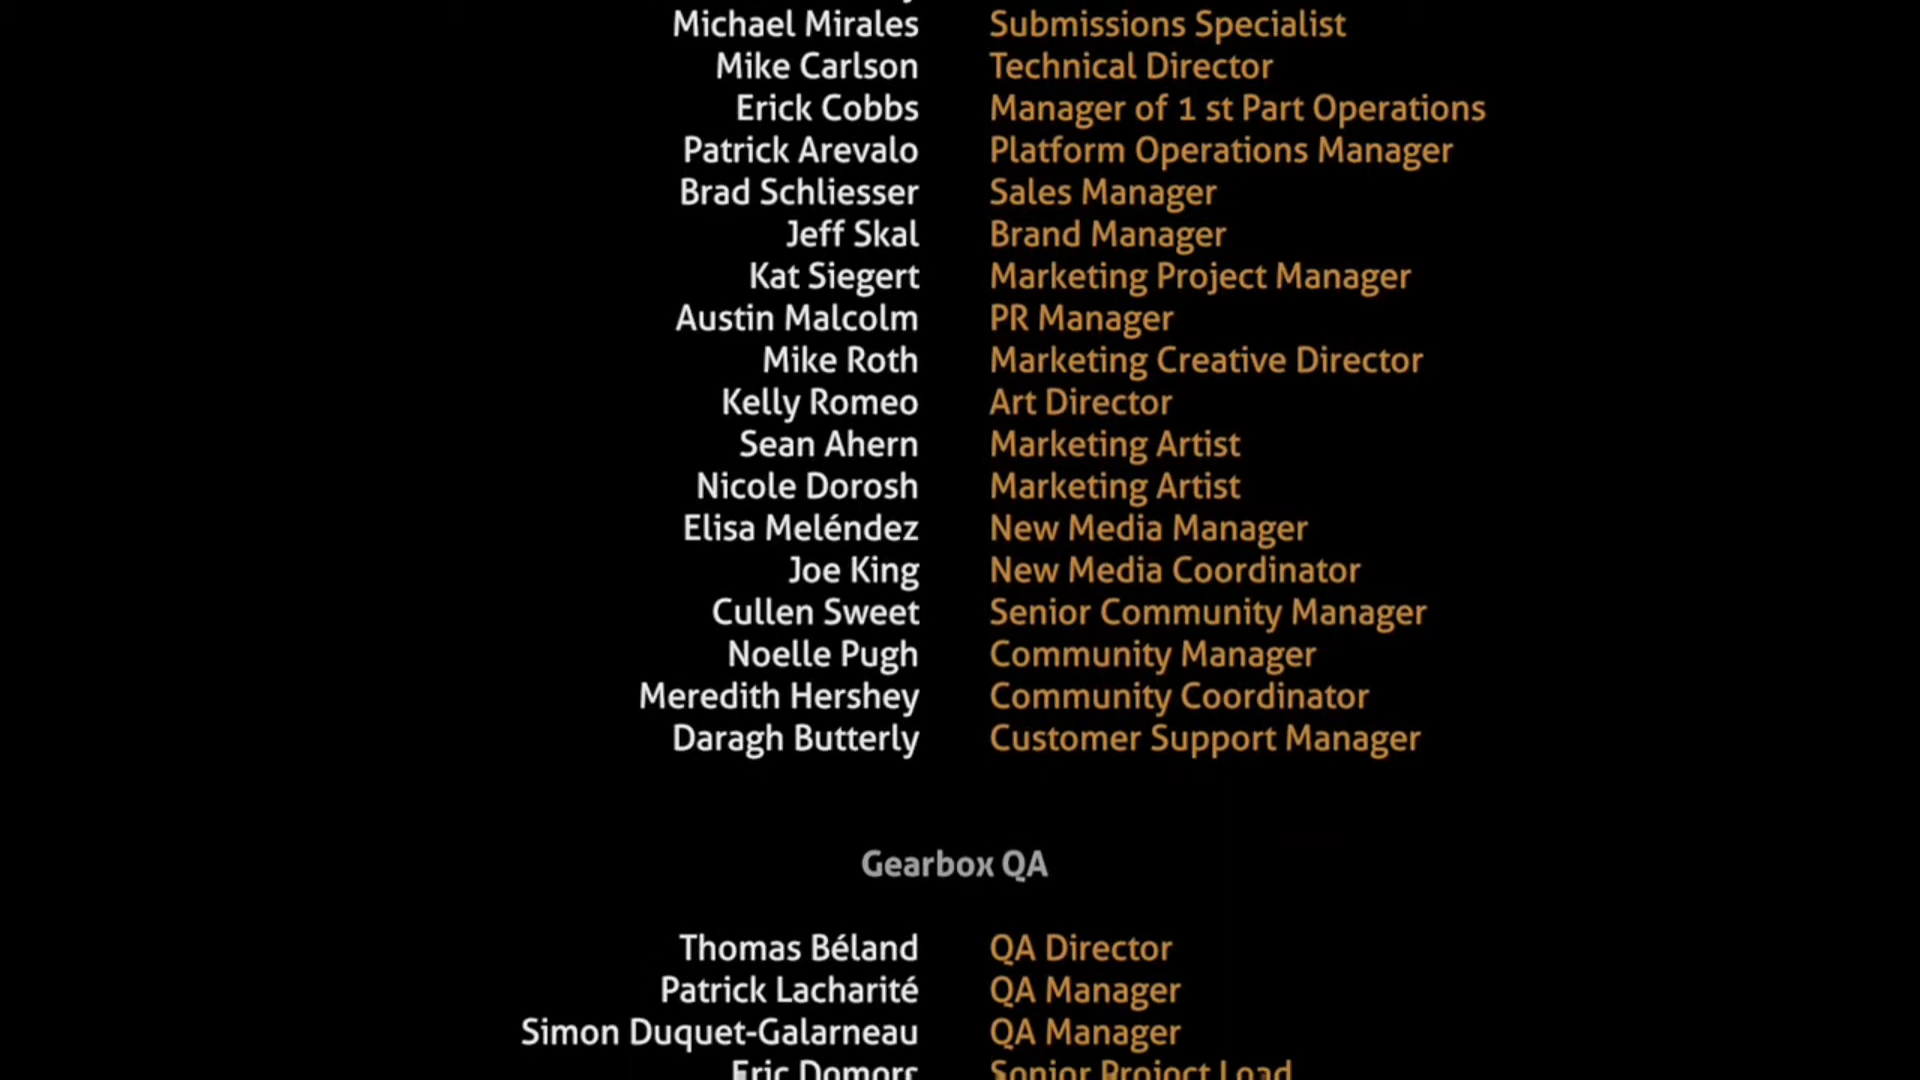 Michael Mirales Submissions Specialist
Mike Carlson Technical Director
Erick Cobbs Manager of 1 st Part Operations
Patrick Arevalo Platform Operations Manager
Brad Schliesser Sales Manager
Jeff Skal Brand Manager
Kat Siegert Marketing Project Manager
Austin Malcolm PR Manager
Mike Roth Marketing Creative Director
Kelly Romeo Art Director
Sean Ahern Marketing Artist
Nicole Dorosh Marketing Artist
Elisa Meléndez New Media Manager
Joe King New Media Coordinator
Cullen Sweet Senior Community Manager
Noelle Pugh Community Manager
Meredith Hershey Community Coordinator
Daragh Butterly Customer Support Manager
Gearbox QA
Thomas Béland QA Director
Patrick Lacharité QA Manager
Simon Duquet-Galarneau QA Manager
Eric Senior Project Lead